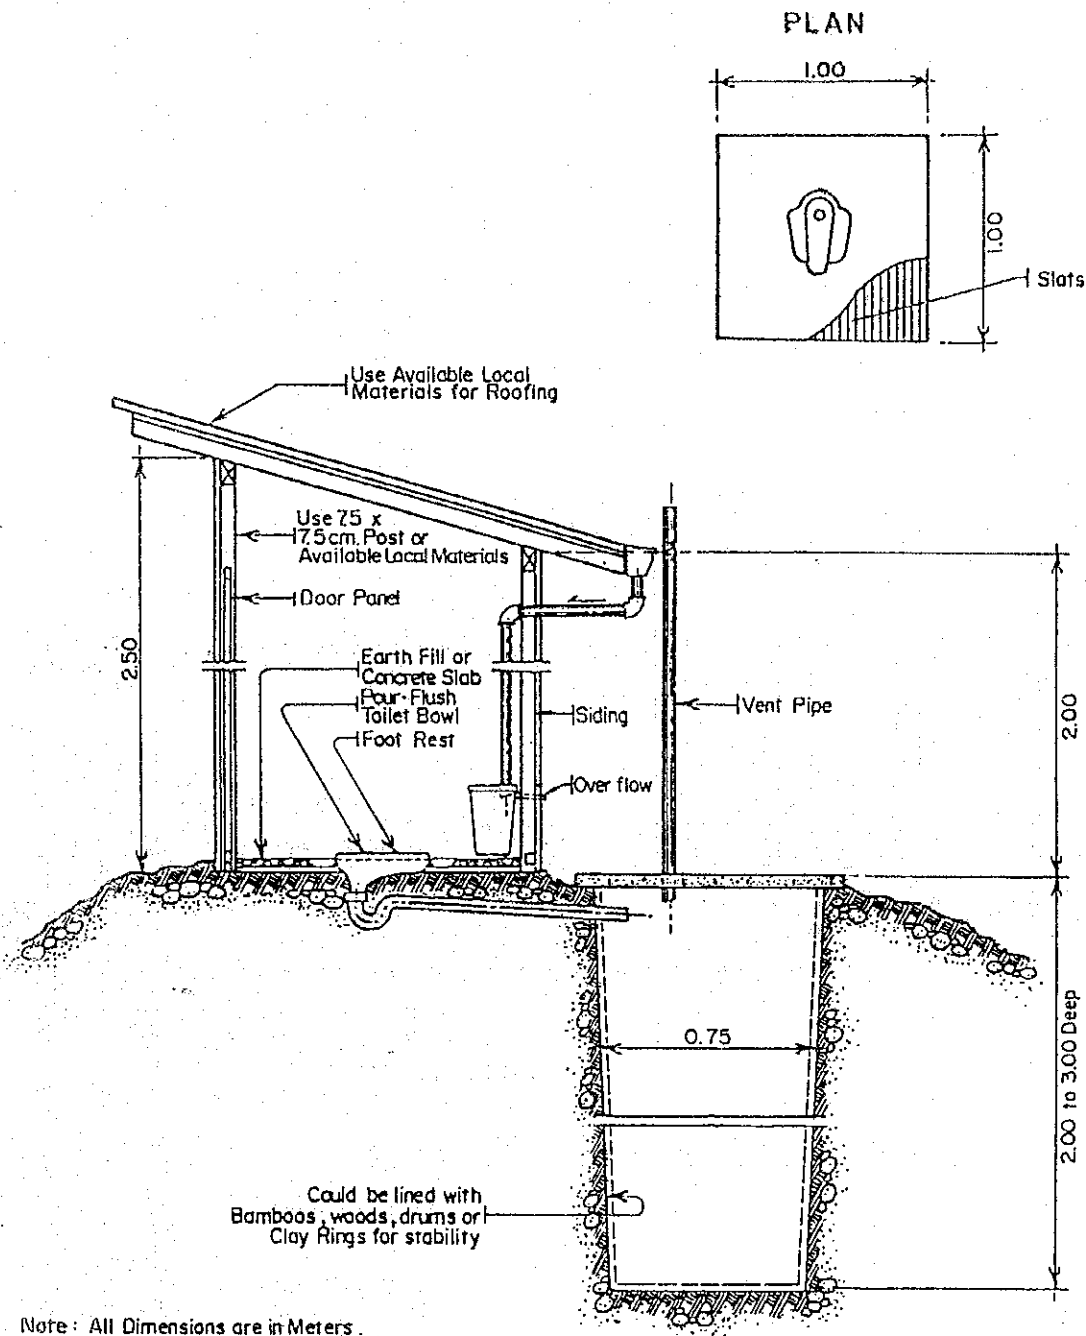 PLAN
1.00
1.00
Slats
Use Available Local
Materials for Roofing
Use 7.5 x
7.5cm. Post or
Available Local Materials
Door Panel
2.50
Earth Fill or
Concrete Slab
Pour-Flush
Toilet Bowl
Foot Rest
Siding
Vent Pipe
2.00
Over flow
0.75
2.00 to 3.00 Deep
Could be lined with
Bamboos, woods, drums or
Clay Rings for stability
Note: All Dimensions are in Meters.